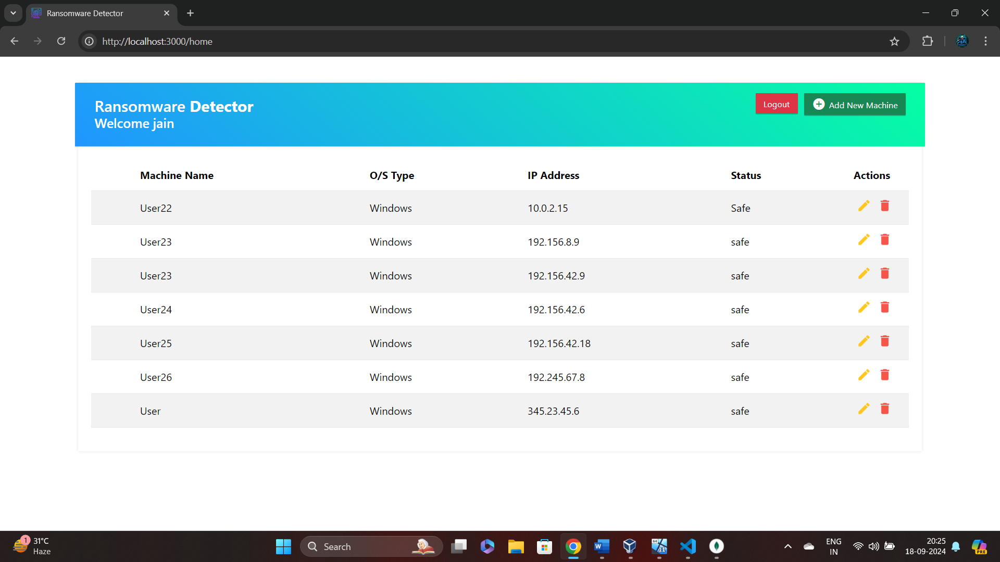 Ransomware Detector
http://localhost:3000/home
Ransomware Detector
Welcome jain
Logout
Add New Machine
Machine Name O/S Type IP Address Status Actions
User22 Windows 10.0.2.15 Safe
User23 Windows 192.156.8.9 safe
User23 Windows 192.156.42.9 safe
User24 Windows 192.156.42.6 safe
User25 Windows 192.156.42.18 safe
User26 Windows 192.245.67.8 safe
User Windows 345.23.45.6 safe
1
31°C
Haze
Search
W
64
11
ENG
IN
20:25
18-09-2024
PRE